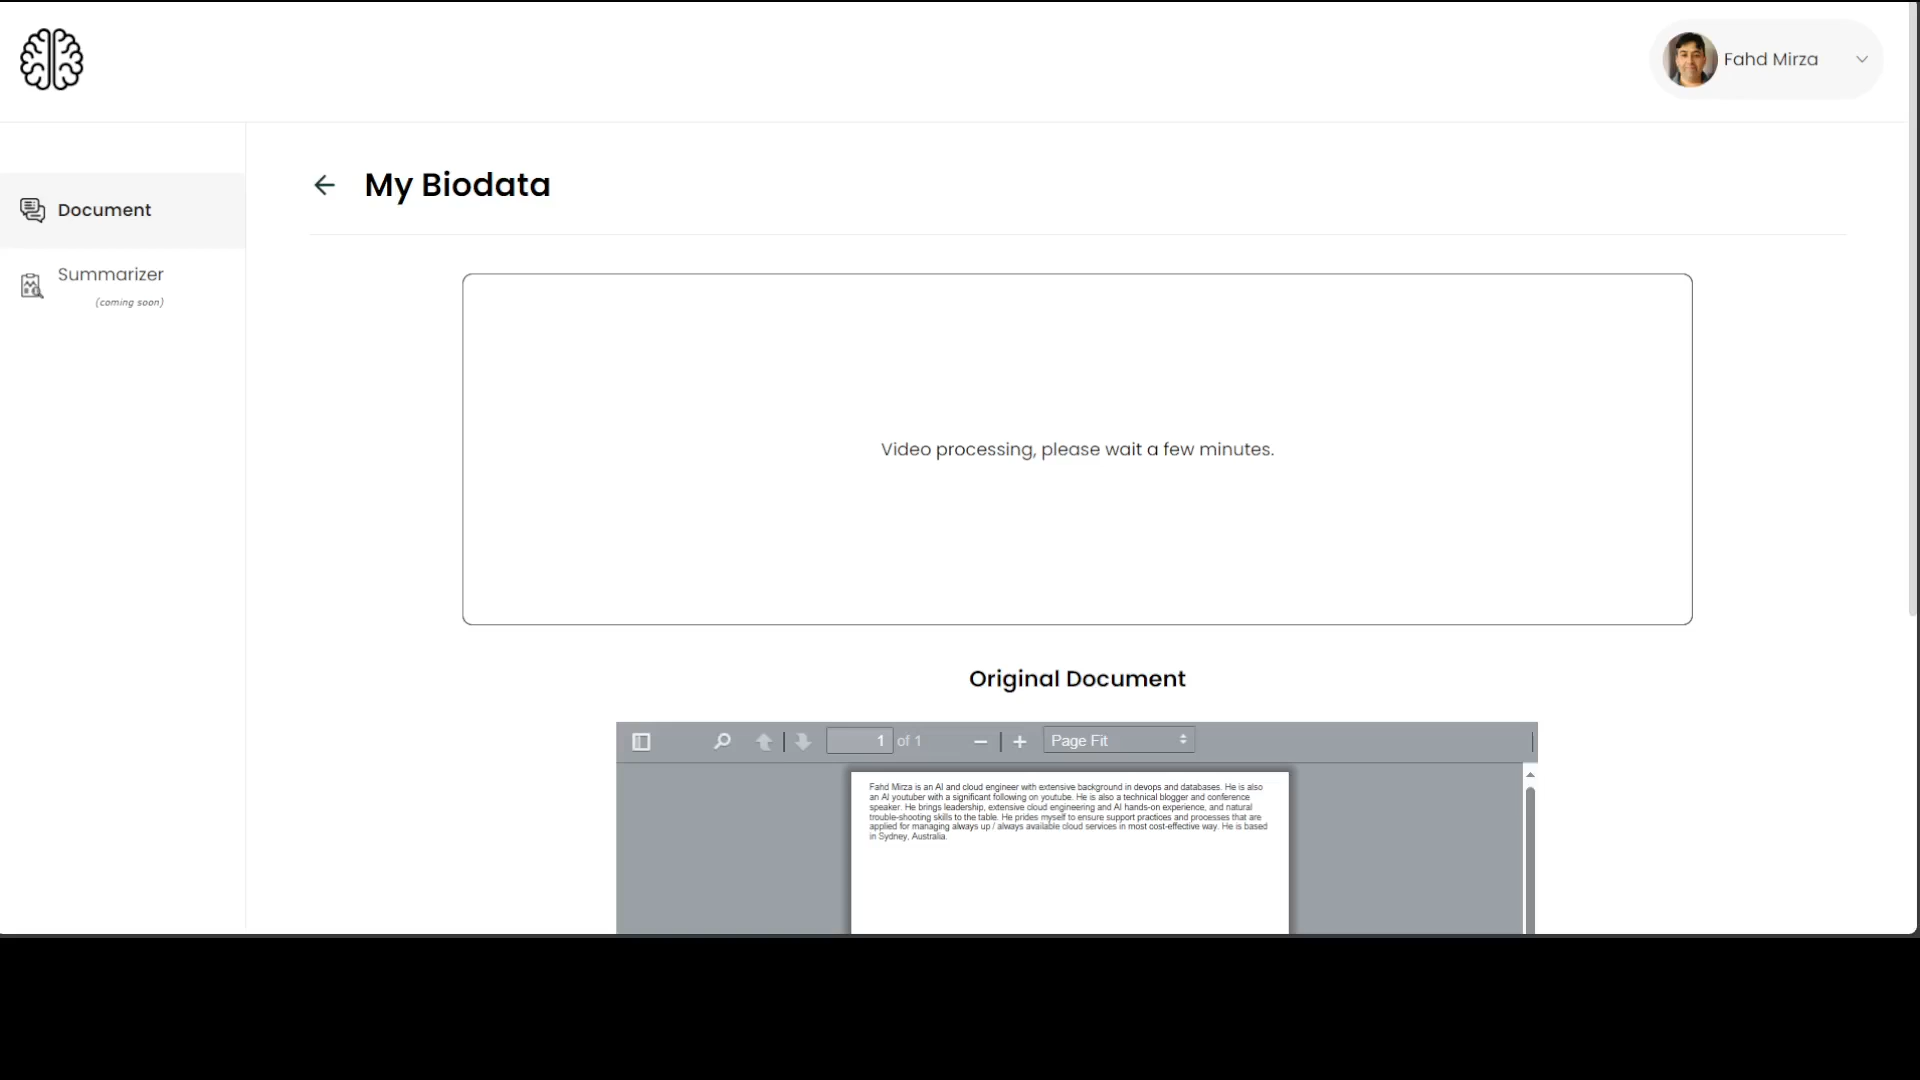 Fahd Mirza
My Biodata
Document
Summarizer
(coming soon)
Video processing, please wait a few minutes.
Original Document
1 of 1
Page Fit
Fahd Mirza is an AI and cloud engineer with extensive background in devops and databases. He is also
an AI youtuber with a significant following on youtube. He is also a technical blogger and conference
speaker. He brings leadership, extensive cloud engineering and AI hands-on experience, and natural
trouble-shooting skills to the table. He prides myself to ensure support practices and processes that are
applied for managing always up / always available cloud services in most cost-effective way. He is based
in Sydney, Australia.